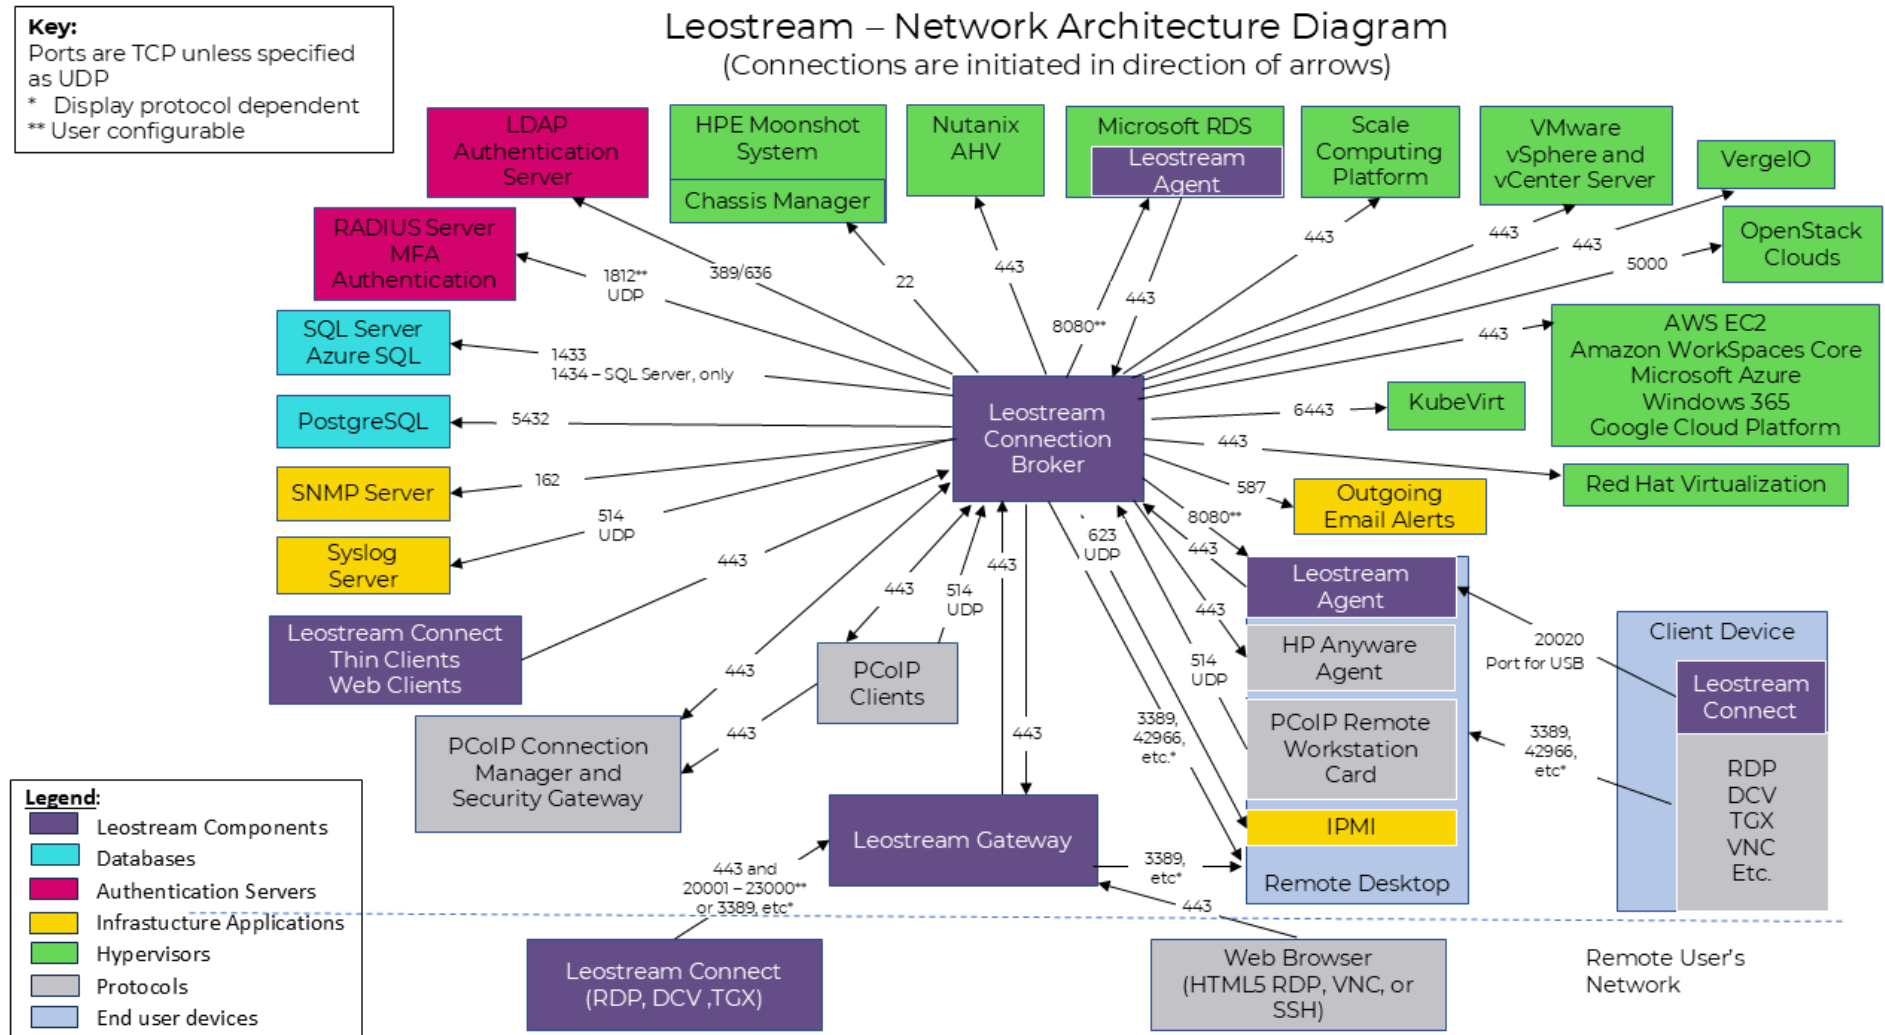 Leostream – Network Architecture Diagram
(Connections are initiated in direction of arrows)
Key:
Ports are TCP unless specified
as UDP
*   Display protocol dependent
** User configurable
LDAP
Authentication
Server
HPE Moonshot
System
Chassis Manager
Nutanix
AHV
Microsoft RDS
Leostream
Agent
Scale
Computing
Platform
VMware
vSphere and
vCenter Server
VergeIO
OpenStack
Clouds
RADIUS Server
MFA
Authentication
1812**
UDP
389/636
22
443
8080**
443
443
443
443
5000
SQL Server
Azure SQL
1433
1434 – SQL Server, only
443
AWS EC2
Amazon WorkSpaces Core
Microsoft Azure
Windows 365
Google Cloud Platform
PostgreSQL
5432
Leostream
Connection
Broker
6443
KubeVirt
443
Red Hat Virtualization
SNMP Server
162
587
Outgoing
Email Alerts
Syslog
Server
514
UDP
443
443
514
UDP
443
623
UDP
8080**
443
Leostream
Agent
443
HP Anyware
Agent
514
UDP
PCoIP Remote
Workstation
Card
IPMI
Remote Desktop
20020
Port for USB
Client Device
Leostream
Connect
3389,
42966,
etc*
RDP
DCV
TGX
VNC
Etc.
Leostream Connect
Thin Clients
Web Clients
443
PCoIP
Clients
443
PCoIP Connection
Manager and
Security Gateway
443
3389,
42966,
etc.*
Leostream Gateway
3389,
etc*
443 and
20001 – 23000**
or 3389, etc*
443
Leostream Connect
(RDP, DCV ,TGX)
Web Browser
(HTML5 RDP, VNC, or
SSH)
Remote User's
Network
Legend:
Leostream Components
Databases
Authentication Servers
Infrastucture Applications
Hypervisors
Protocols
End user devices